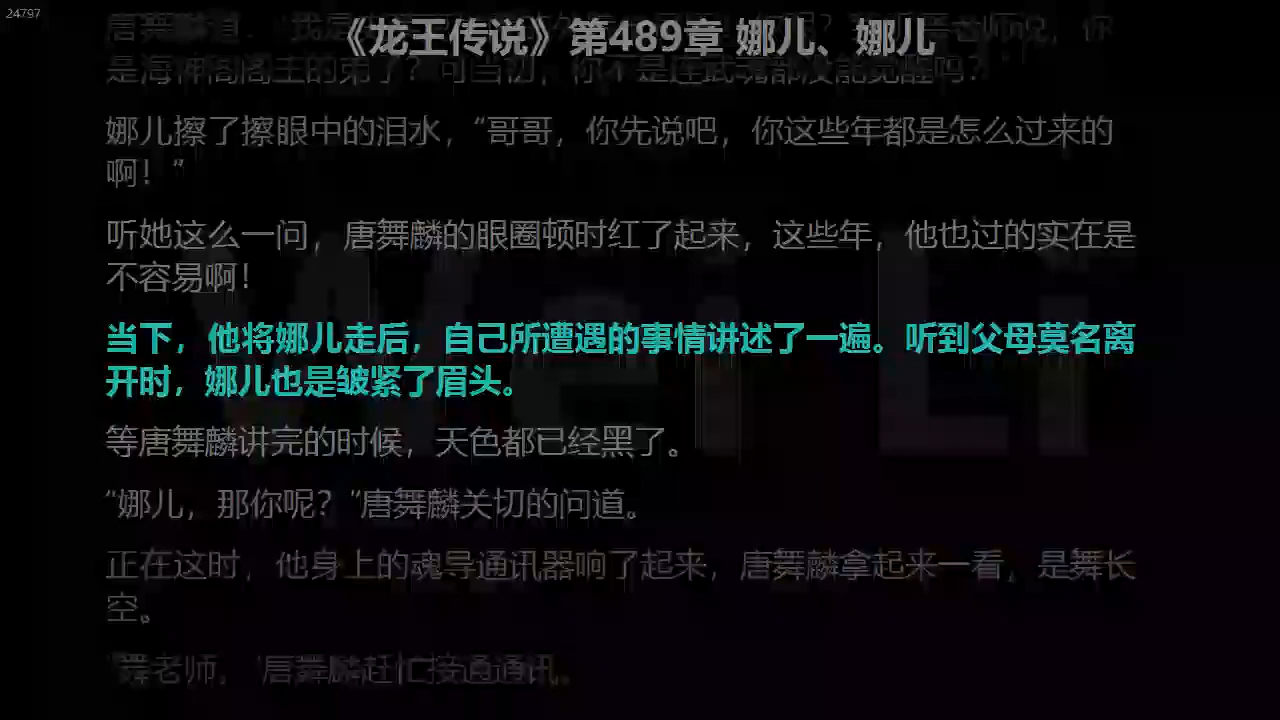 24797
《龙王传说》第489章 娜儿、娜儿
是海神阁阁主的弟子？可当初，你不是连武魂都没能觉醒吗？”
娜儿擦了擦眼中的泪水，“哥哥，你先说吧，你这些年都是怎么过来的
啊！”
听她这么一问，唐舞麟的眼圈顿时红了起来，这些年，他也过的实在是
不容易啊！
当下，他将娜儿走后，自己所遭遇的事情讲述了一遍。听到父母莫名离
开时，娜儿也是皱紧了眉头。
等唐舞麟讲完的时候，天色都已经黑了。
“娜儿，那你呢？”唐舞麟关切的问道。
正在这时，他身上的魂导通讯器响了起来，唐舞麟拿起来一看，是舞长
空。
“舞老师，”唐舞麟赶忙接通通讯。
Wei Li